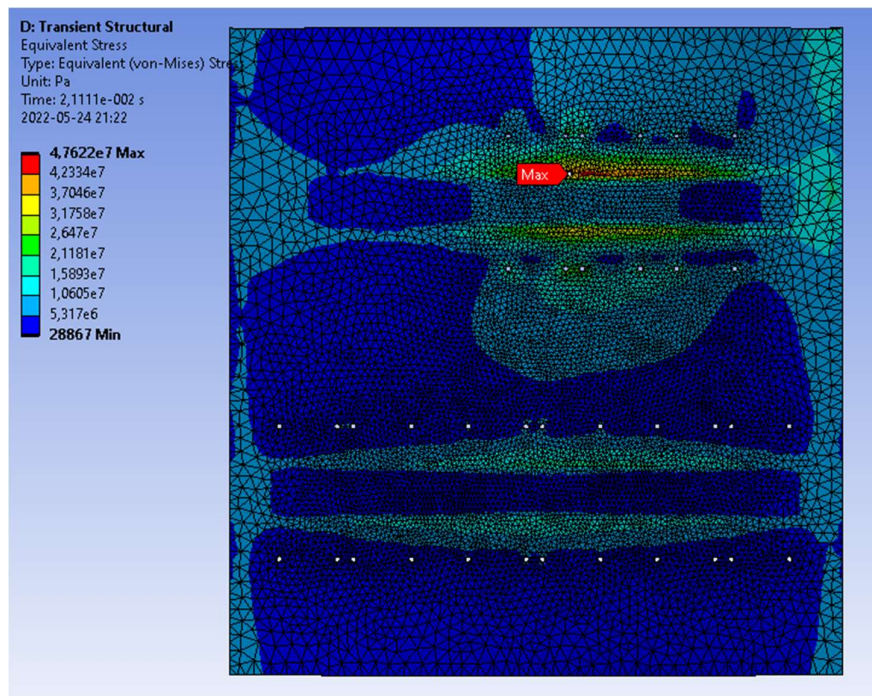 D: Transient Structural
Equivalent Stress
Type: Equivalent (von-Mises) Stre
Unit: Pa
Time: 2,1111e-002 s
2022-05-24 21:22
4,7622e7 Max
4,2334e7
3,7046e7
3,1758e7
2,647e7
2,1181e7
1,5893e7
1,0605e7
5,317e6
28867 Min
Max